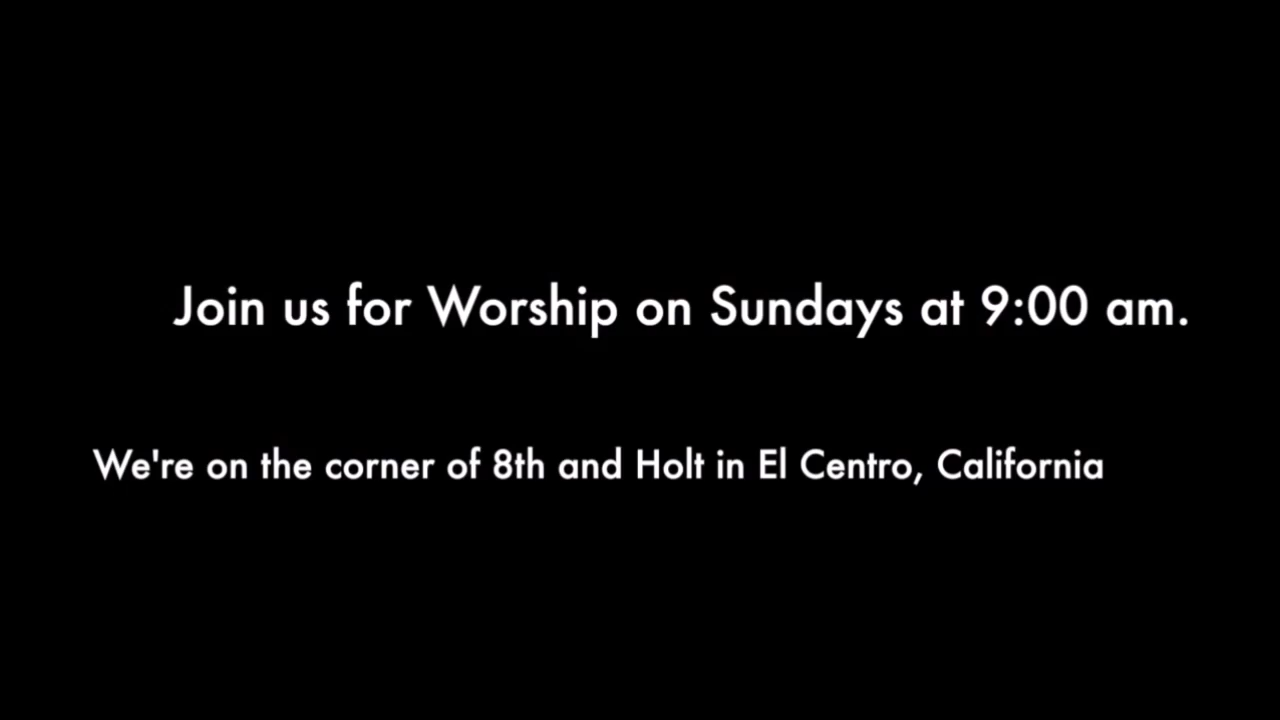 Join us for Worship on Sundays at 9:00 am.
We're on the corner of 8th and Holt in El Centro, California